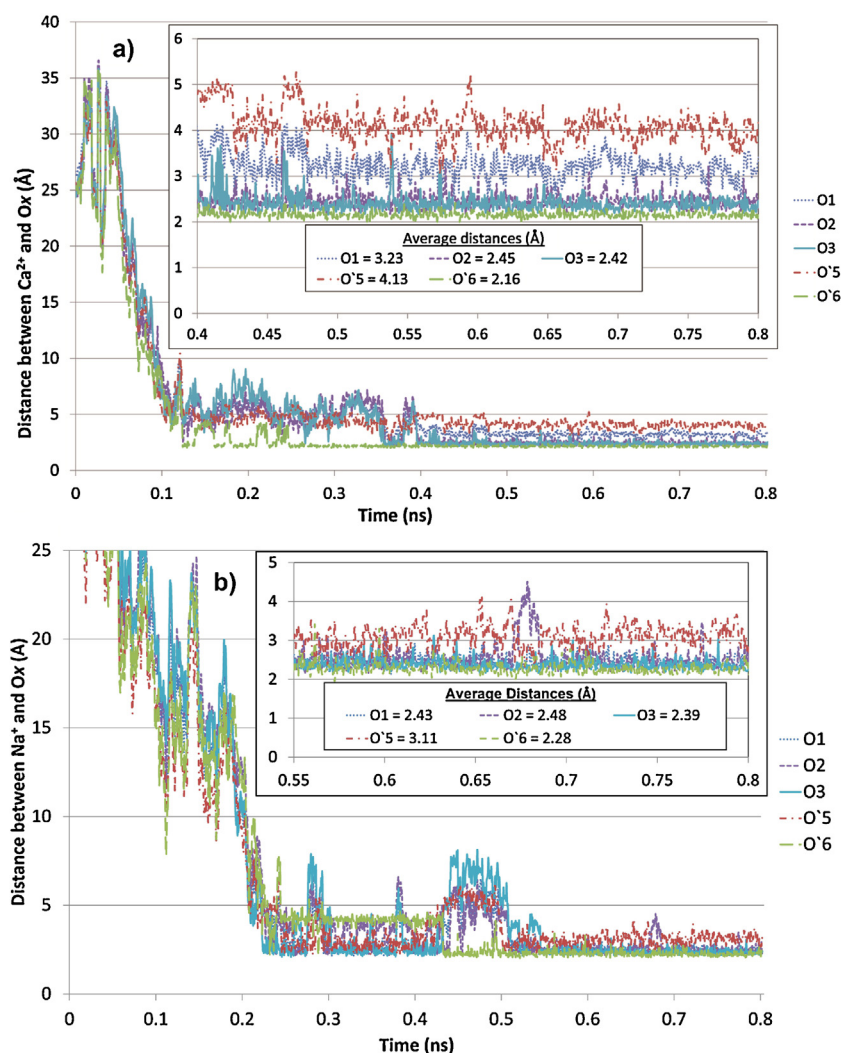 a)
Distance between Ca²⁺ and Ox (Å)
40
35
30
25
20
15
10
5
0
0 0.1 0.2 0.3 0.4 0.5 0.6 0.7 0.8
Time (ns)
6
5
4
3
2
1
0
0.4 0.45 0.5 0.55 0.6 0.65 0.7 0.75 0.8
Average distances (Å)
O1 = 3.23 O2 = 2.45 O3 = 2.42
O`5 = 4.13 O`6 = 2.16
O1
O2
O3
O`5
O`6
b)
Distance between Na⁺ and Ox (A)
25
20
15
10
5
0
0 0.1 0.2 0.3 0.4 0.5 0.6 0.7 0.8
Time (ns)
5
4
3
2
1
0
0.55 0.6 0.65 0.7 0.75 0.8
Average Distances (Å)
O1 = 2.43 O2 = 2.48 O3 = 2.39
O`5 = 3.11 O`6 = 2.28
O1
O2
O3
O`5
O`6